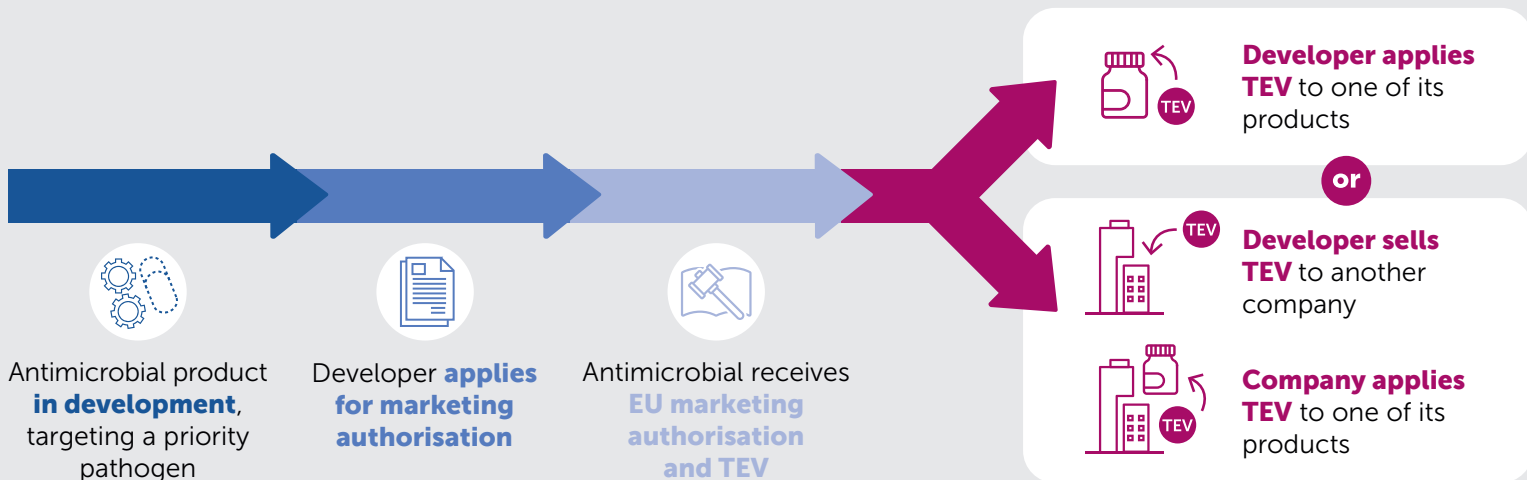 Antimicrobial product
in development,
targeting a priority
pathogen
Developer applies
for marketing
authorisation
Antimicrobial receives
EU marketing
authorisation
and TEV
TEV
Developer applies
TEV to one of its
products
or
TEV
Developer sells
TEV to another
company
TEV
Company applies
TEV to one of its
products